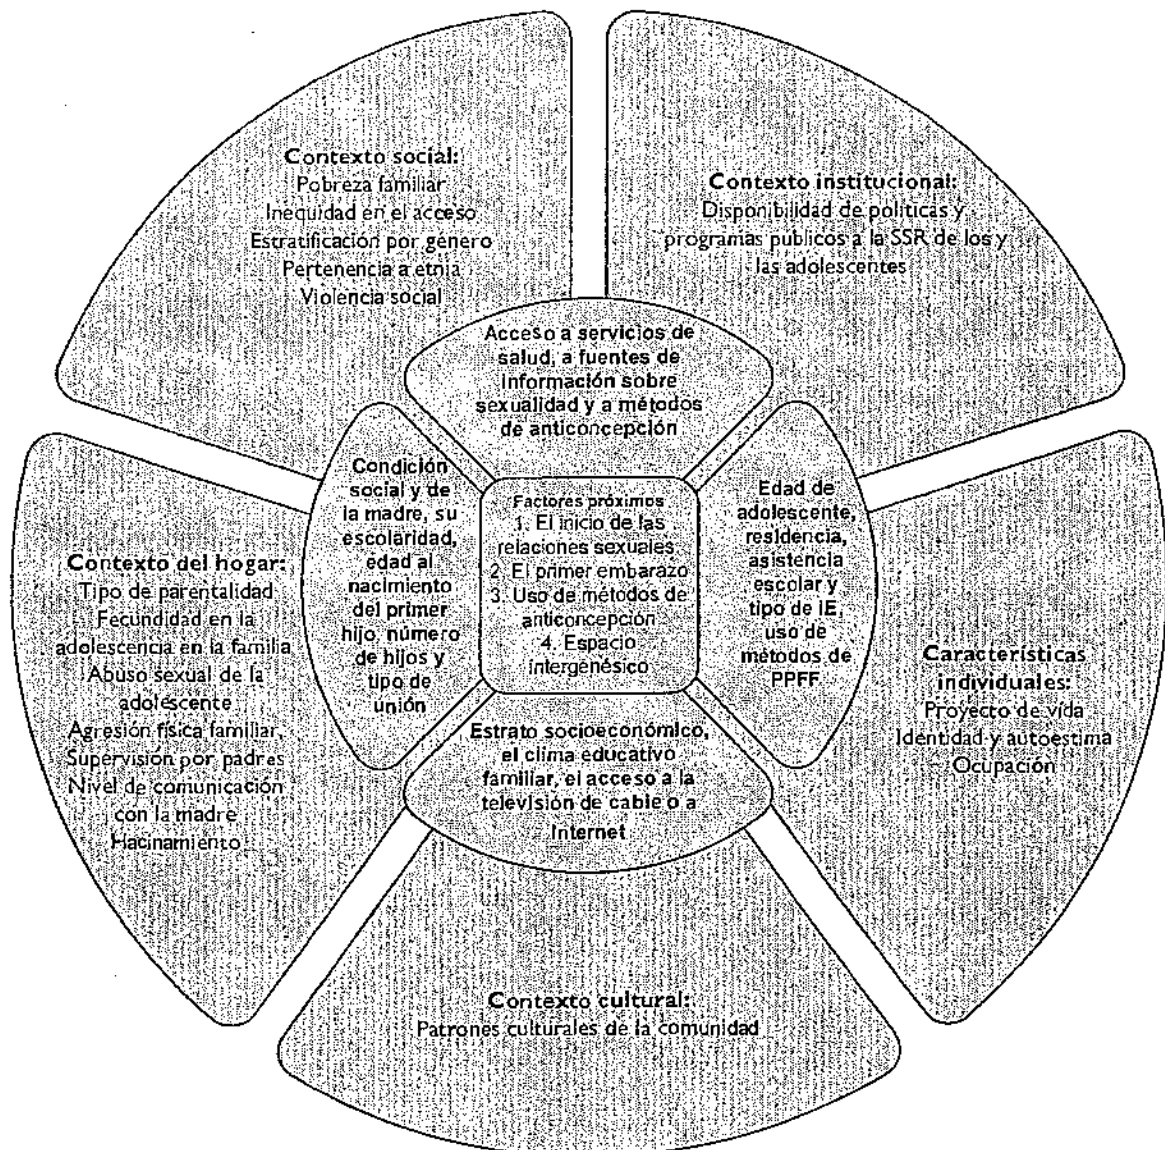 Contexto social:
Pobreza familiar
Inequidad en el acceso
Estratificación por género
Pertenencia a etnia
Violencia social
Contexto institucional:
Disponibilidad de políticas y
programas publicos a la SSR de los y
las adolescentes
Acceso a servicios de
salud, a fuentes de
información sobre
sexualidad y a métodos
de anticoncepción
Condición
social y de
la madre, su
escolaridad,
edad al
nacimiento
del primer
hijo, número
de hijos y
tipo de
unión
Factores próximos
1. El inicio de las
relaciones sexuales
2. El primer embarazo
3. Uso de métodos de
anticoncepción
4. Espacio
intergenésico
Edad de
adolescente,
residencia,
asistencia
escolar y
tipo de IE,
uso de
métodos de
PPFF
Contexto del hogar:
Tipo de parentalidad
Fecundidad en la
adolescencia en la familia
Abuso sexual de la
adolescente
Agresión física familiar,
Supervisión por padres
Nivel de comunicación
con la madre
Hacinamiento
Características
individuales:
Proyecto de vida
Identidad y autoestima
Ocupación
Estrato socioeconómico,
el clima educativo
familiar, el acceso a la
televisión de cable o a
Internet
Contexto cultural:
Patrones culturales de la comunidad